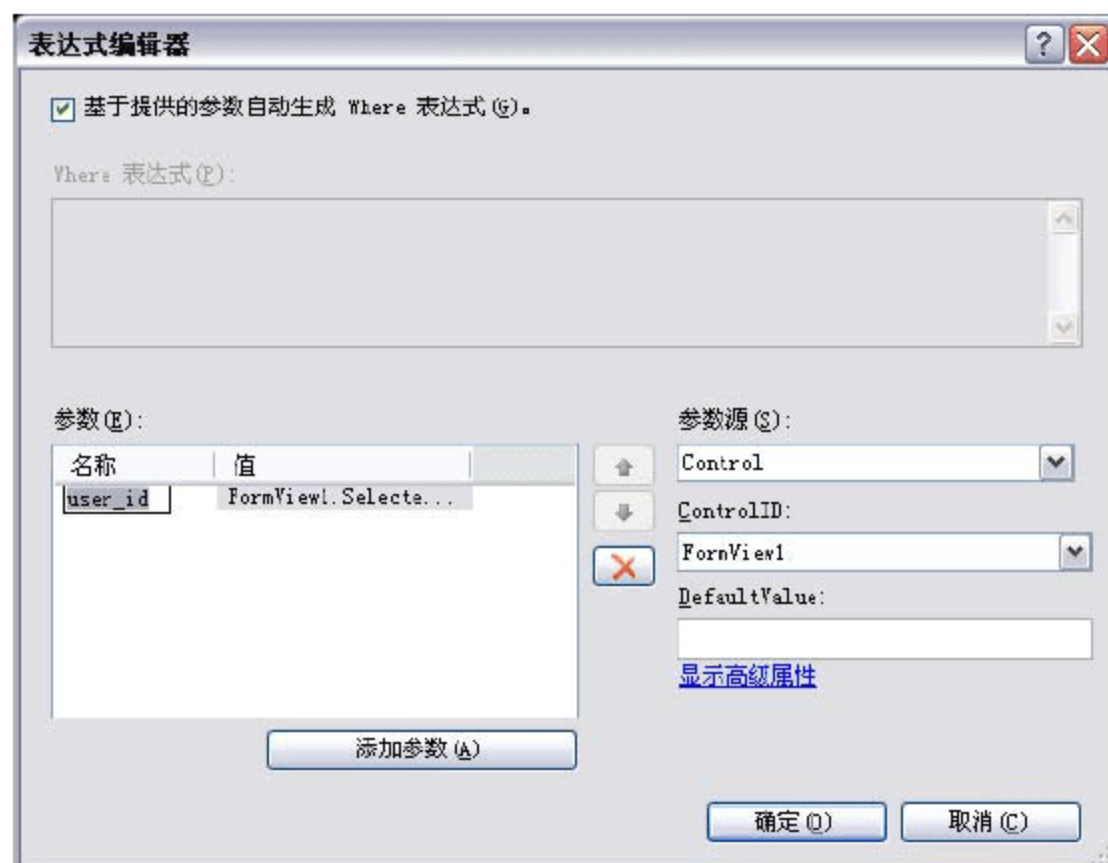 表达式编辑器
基于提供的参数自动生成 Where 表达式(G)。
Where 表达式(P):
参数(E):
名称 值
user_id FormView1.Selecte...
添加参数(A)
参数源(S):
Control
ControlID:
FormView1
DefaultValue:
显示高级属性
确定(O) 取消(C)